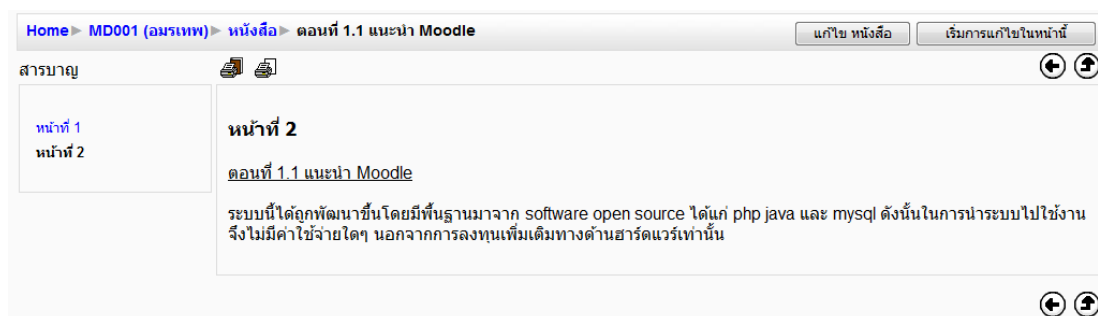 Home► MD001 (อมรเทพ)► หนังสือ► ตอนที่ 1.1 แนะนำ Moodle
แก้ไข หนังสือ
เริ่มการแก้ไขในหน้านี้
สารบาญ
หน้าที่ 1
หน้าที่ 2
หน้าที่ 2
ตอนที่ 1.1 แนะนำ Moodle
ระบบนี้ได้ถูกพัฒนาขึ้นโดยมีพื้นฐานมาจาก software open source ได้แก่ php java และ mysql ดังนั้นในการนำระบบไปใช้งาน
จึงไม่มีค่าใช้จ่ายใดๆ นอกจากการลงทุนเพิ่มเติมทางด้านฮาร์ดแวร์เท่านั้น